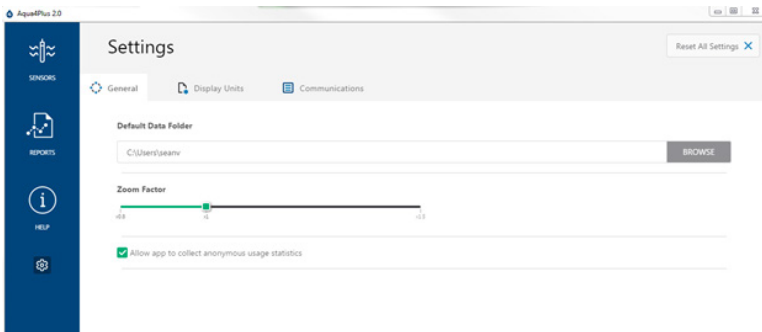 Aqua4Plus 2.0
Settings
Reset All Settings
SENSORS
General
Display Units
Communications
Default Data Folder
C:\Users\seanv
BROWSE
REPORTS
Zoom Factor
x1
HELP
Allow app to collect anonymous usage statistics